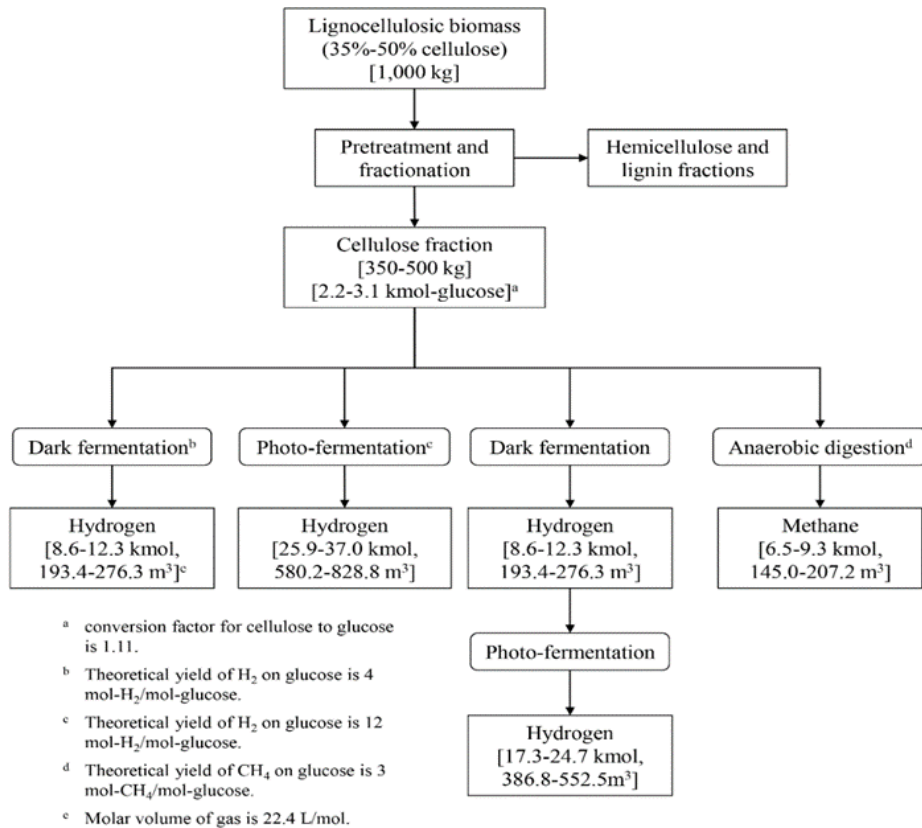 Lignocellulosic biomass
(35%-50% cellulose)
[1,000 kg]
Pretreatment and
fractionation
Hemicellulose and
lignin fractions
Cellulose fraction
[350-500 kg]
[2.2-3.1 kmol-glucose]ᵃ
Dark fermentationᵇ
Photo-fermentationᶜ
Dark fermentation
Anaerobic digestionᵈ
Hydrogen
[8.6-12.3 kmol,
193.4-276.3 m³]ᵉ
Hydrogen
[25.9-37.0 kmol,
580.2-828.8 m³]
Hydrogen
[8.6-12.3 kmol,
193.4-276.3 m³]
Methane
[6.5-9.3 kmol,
145.0-207.2 m³]
Photo-fermentation
Hydrogen
[17.3-24.7 kmol,
386.8-552.5m³]
ᵃ conversion factor for cellulose to glucose
is 1.11.
ᵇ Theoretical yield of H₂ on glucose is 4
mol-H₂/mol-glucose.
ᶜ Theoretical yield of H₂ on glucose is 12
mol-H₂/mol-glucose.
ᵈ Theoretical yield of CH₄ on glucose is 3
mol-CH₄/mol-glucose.
ᵉ Molar volume of gas is 22.4 L/mol.